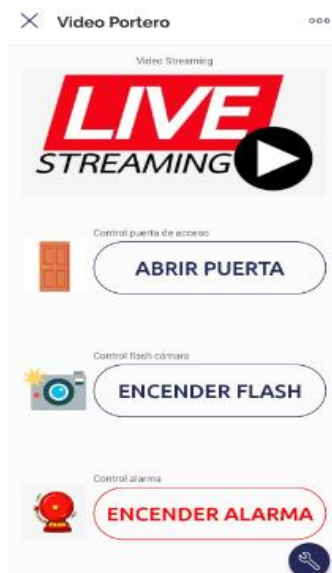 Video Portero
Video Streaming
LIVE
STREAMING
Control puerta de acceso
ABRIR PUERTA
Control flash cámara
ENCENDER FLASH
Control alarma
ENCENDER ALARMA